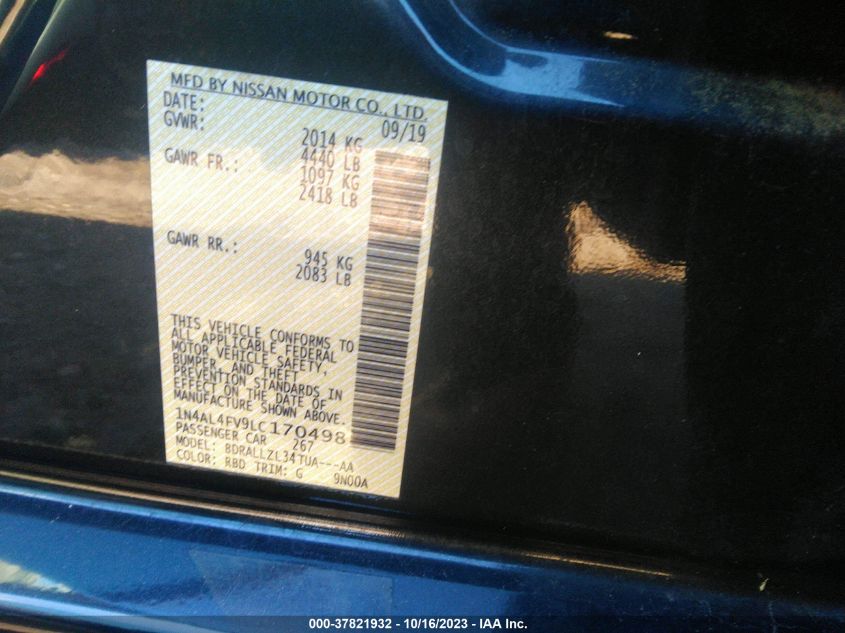 MFD BY NISSAN MOTOR CO., LTD.
DATE: 09/19
GVWR: 2014 KG
4440 LB
GAWR FR.: 1097 KG
2418 LB
GAWR RR.: 945 KG
2083 LB
THIS VEHICLE CONFORMS TO
ALL APPLICABLE FEDERAL
MOTOR VEHICLE SAFETY,
BUMPER, AND THEFT
PREVENTION STANDARDS IN
EFFECT ON THE DATE OF
MANUFACTURE SHOWN ABOVE.
1N4AL4FV9LC170498
PASSENGER CAR 267
MODEL: BDRALLZL34TUA---AA
COLOR: RBD TRIM: G 9N00A
000-37821932 - 10/16/2023 - IAA Inc.